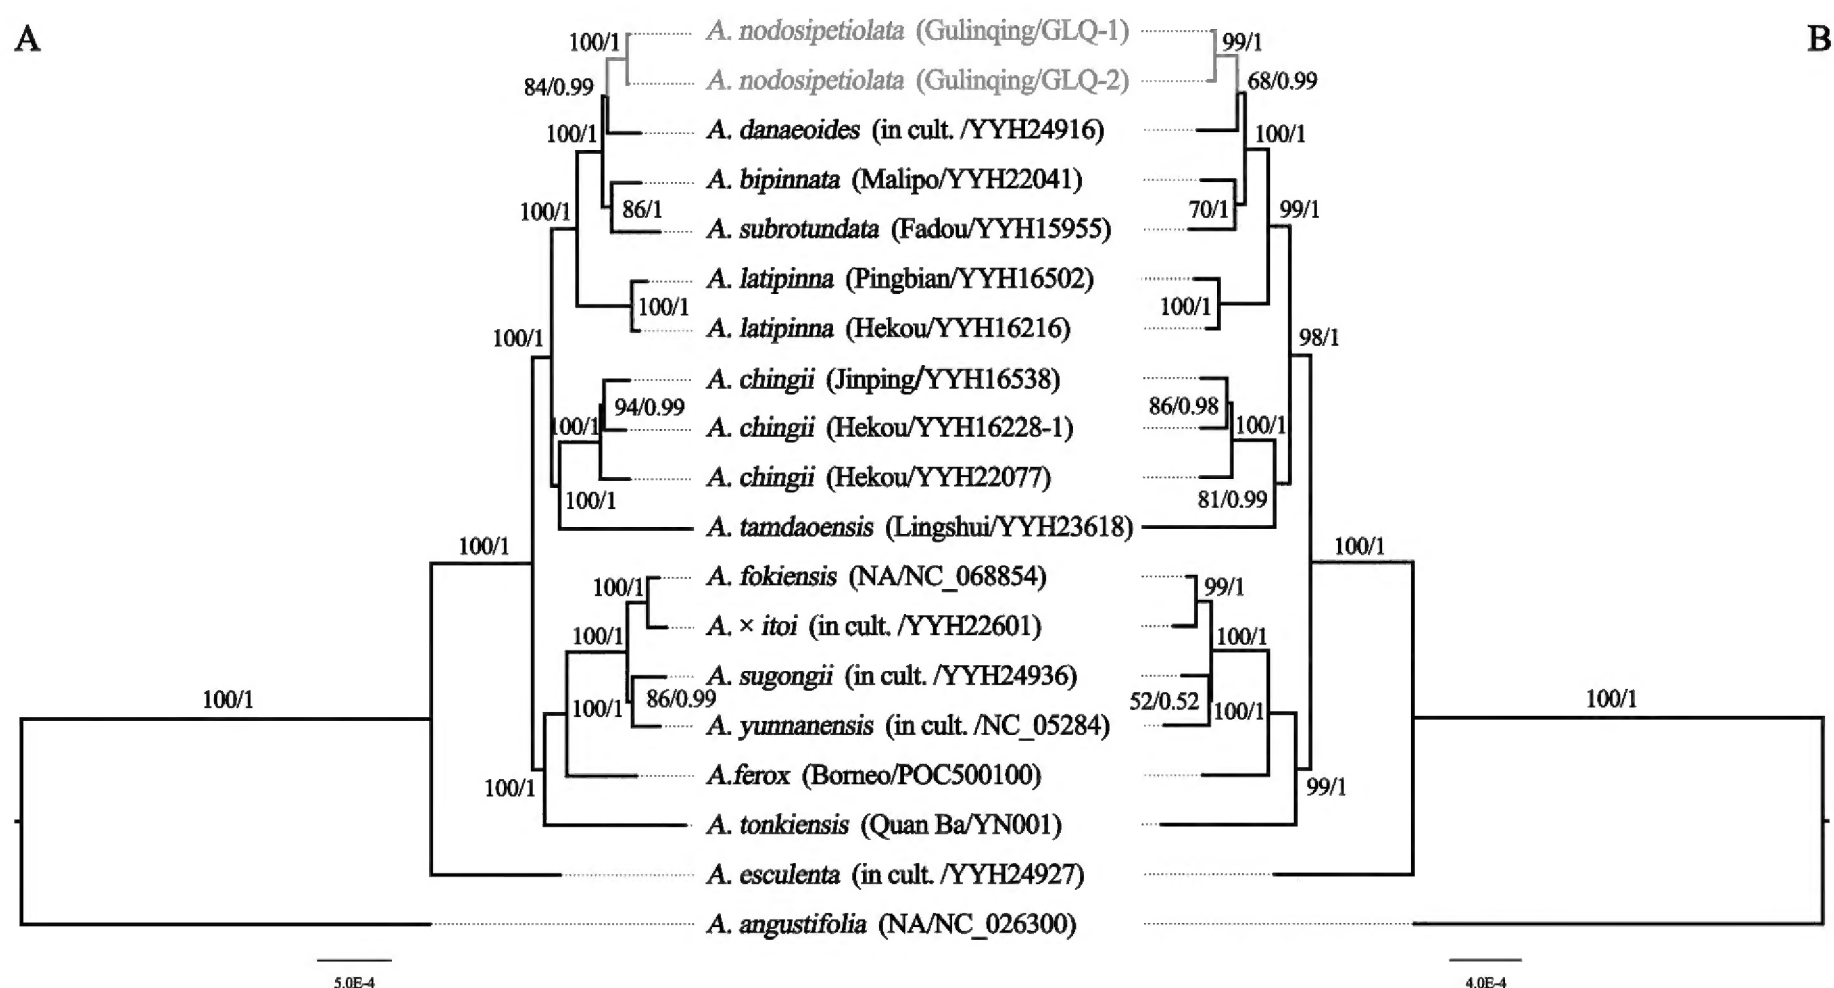 A
B
100/1
A. nodosipetiolata (Gulinqing/GLQ-1)
99/1
84/0.99
A. nodosipetiolata (Gulinqing/GLQ-2)
68/0.99
100/1
A. danaeoides (in cult. /YYH24916)
100/1
A. bipinnata (Malipo/YYH22041)
100/1
86/1
70/1
99/1
A. subrotundata (Fadou/YYH15955)
A. latipinna (Pingbian/YYH16502)
100/1
100/1
A. latipinna (Hekou/YYH16216)
100/1
98/1
A. chingii (Jinping/YYH16538)
94/0.99
86/0.98
100/1
A. chingii (Hekou/YYH16228-1)
100/1
A. chingii (Hekou/YYH22077)
100/1
81/0.99
A. tamdaoensis (Lingshui/YYH23618)
100/1
100/1
A. fokiensis (NA/NC_068854)
100/1
99/1
A. × itoi (in cult. /YYH22601)
100/1
100/1
A. sugongii (in cult. /YYH24936)
100/1
86/0.99
52/0.52
100/1
100/1
100/1
A. yunnanensis (in cult. /NC_05284)
A.ferox (Borneo/POC500100)
100/1
99/1
A. tonkiensis (Quan Ba/YN001)
A. esculenta (in cult. /YYH24927)
A. angustifolia (NA/NC_026300)
5.0E-4
4.0E-4